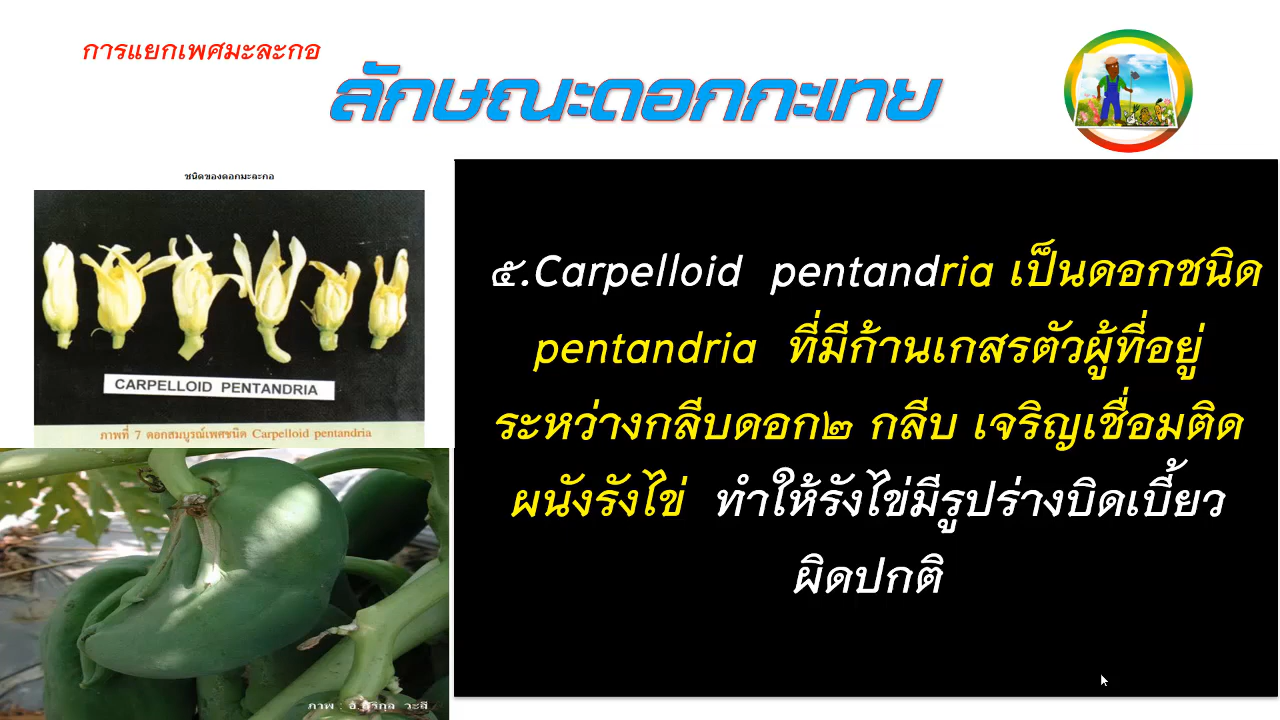 การแยกเพศมะละกอ
ลักษณะดอกกะเทย
ชนิดของดอกมะละกอ
CARPELLOID PENTANDRIA
ภาพที่ 7 ดอกสมบูรณ์เพศชนิด Carpelloid pentandria
๕.Carpelloid pentandria เป็นดอกชนิด
pentandria ที่มีก้านเกสรตัวผู้ที่อยู่
ระหว่างกลีบดอก๒ กลีบ เจริญเชื่อมติด
ผนังรังไข่ ทำให้รังไข่มีรูปร่างบิดเบี้ยว
ผิดปกติ
ภาพ : อ. วะสี